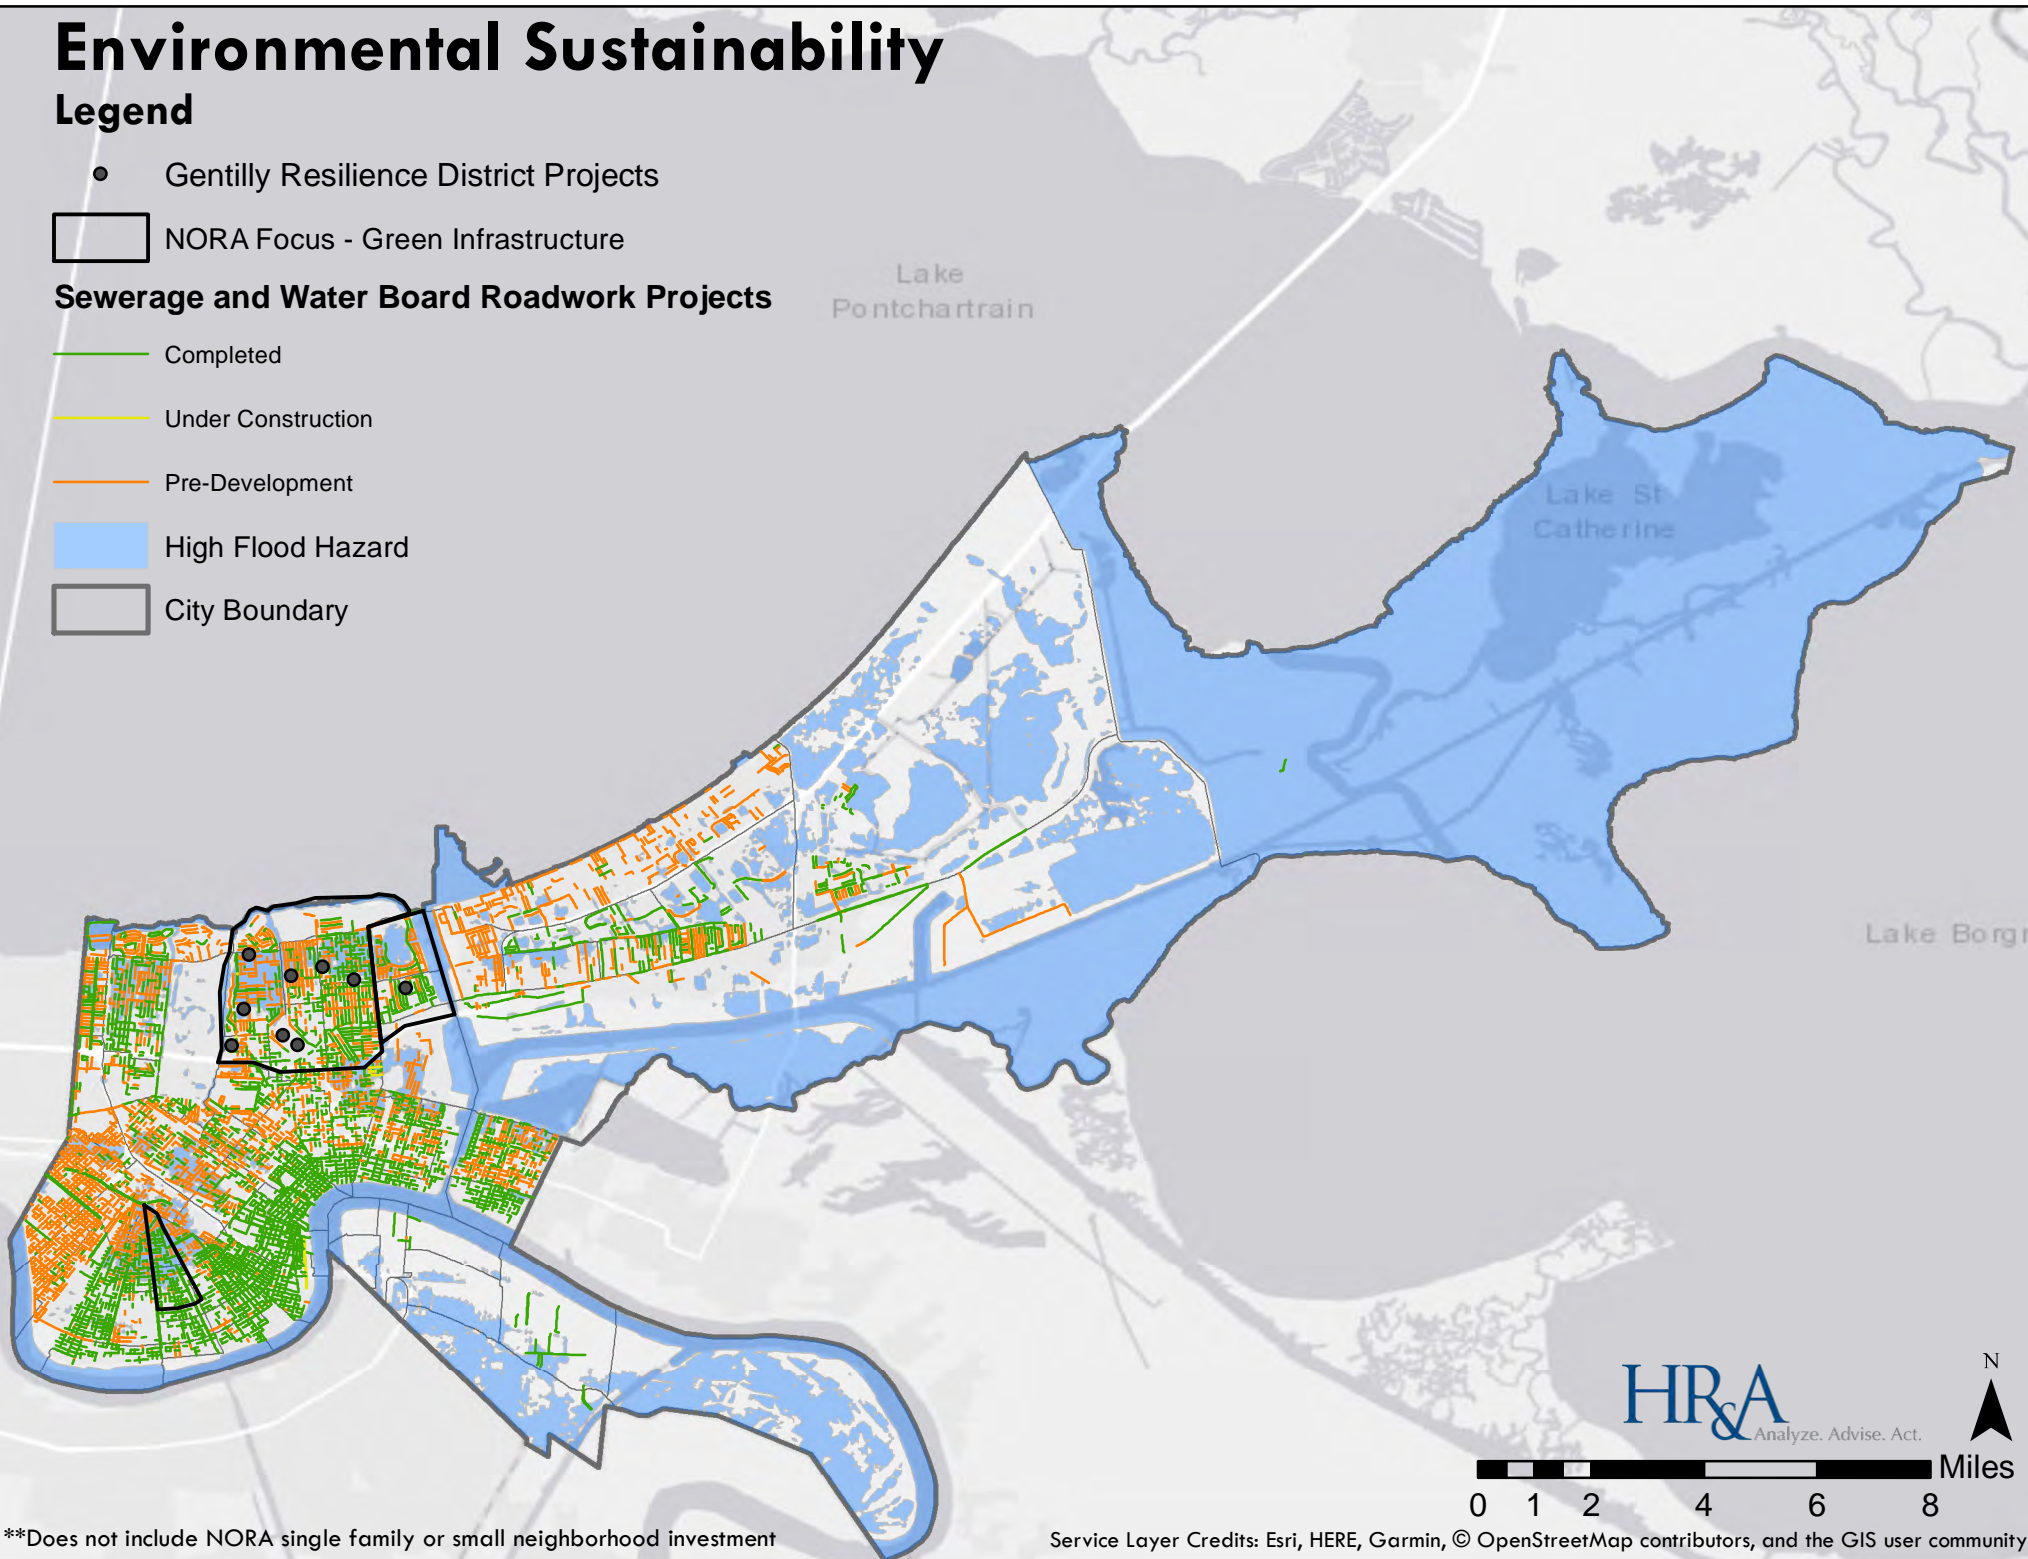 Environmental Sustainability
Legend
Gentilly Resilience District Projects
NORA Focus - Green Infrastructure
Sewerage and Water Board Roadwork Projects
Completed
Under Construction
Pre-Development
High Flood Hazard
City Boundary
Lake
Pontchartrain
Lake St
Catherine
Lake Borgn
HR&A
Analyze. Advise. Act.
N
Miles
0 1 2 4 6 8
**Does not include NORA single family or small neighborhood investment
Service Layer Credits: Esri, HERE, Garmin, © OpenStreetMap contributors, and the GIS user community